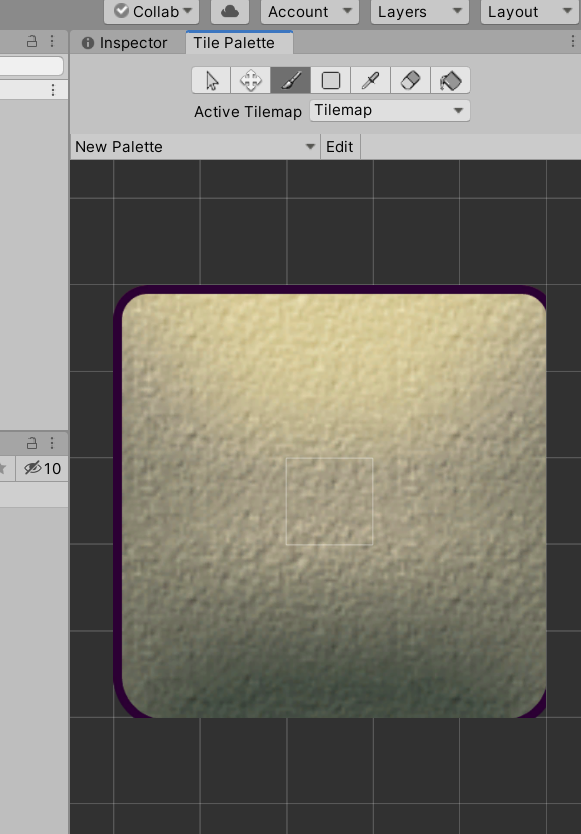 Collab Account Layers Layout
Inspector Tile Palette
Active Tilemap Tilemap
New Palette Edit
10